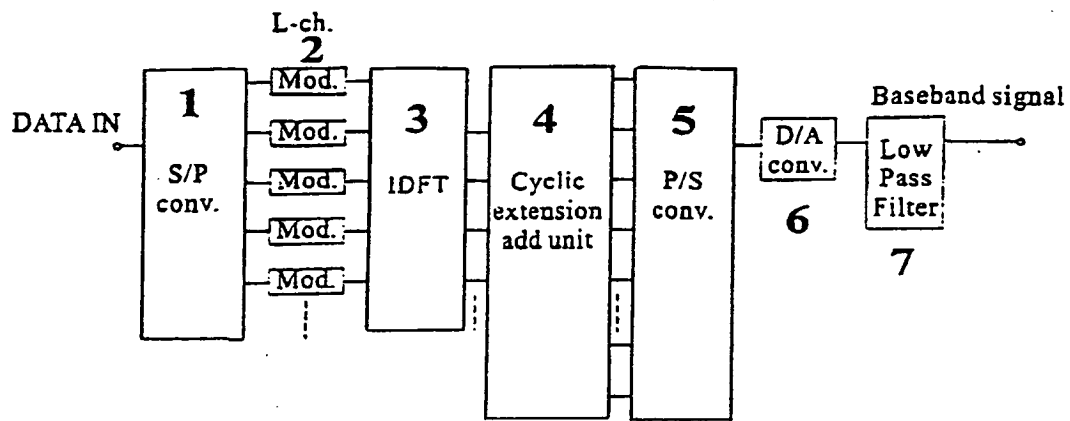 L-ch.
2
1
Mod.
3
4
5
Baseband signal
DATA IN
Mod.
D/A
conv.
Low
Pass
Filter
S/P
conv.
Mod.
IDFT
Cyclic
extension
add unit
P/S
conv.
6
Mod.
7
Mod.